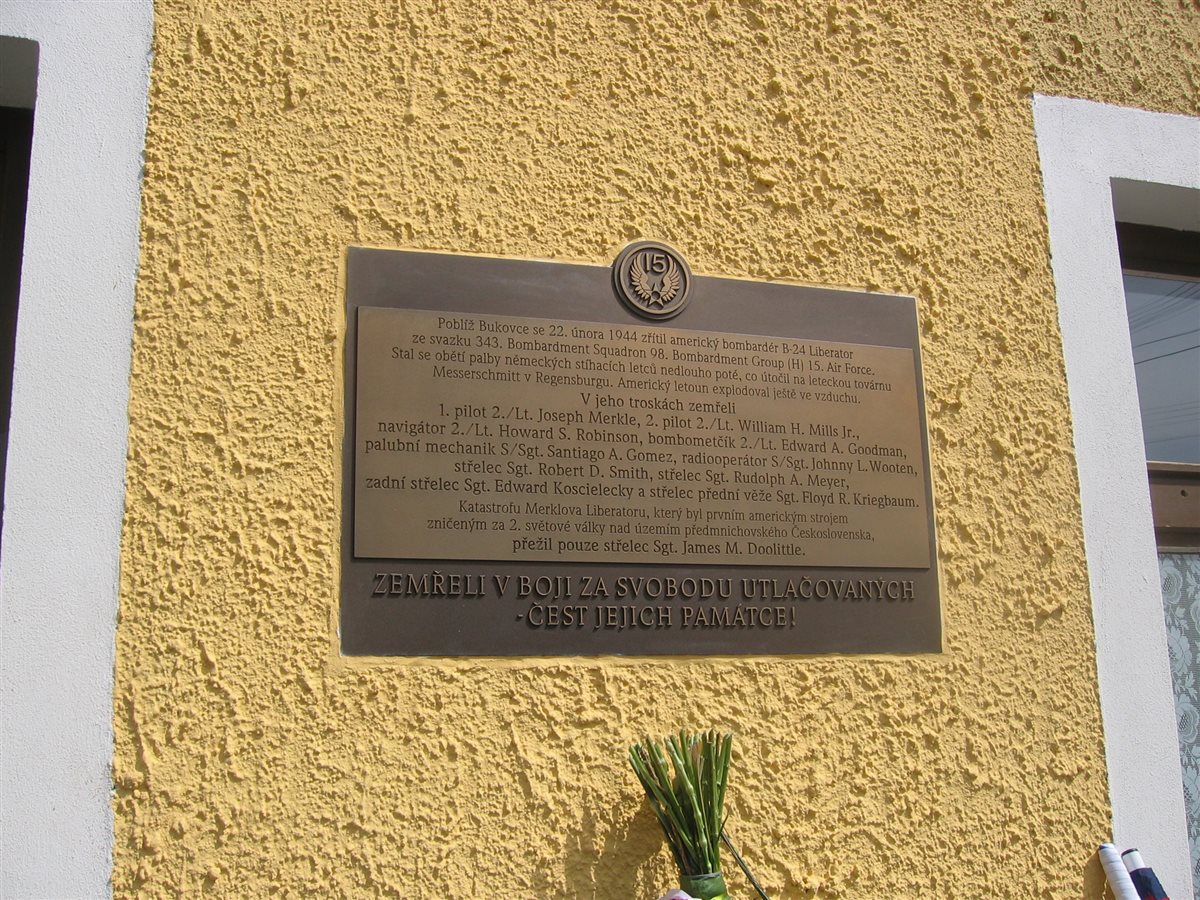 15
Poblíž Bukovce se 22. února 1944 zřítil americký bombardér B-24 Liberator
ze svazku 343. Bombardment Squadron 98. Bombardment Group (H) 15. Air Force.
Stal se obětí palby německých stíhacích letců nedlouho poté, co útočil na leteckou továrnu
Messerschmitt v Regensburgu. Americký letoun explodoval ještě ve vzduchu.
V jeho troskách zemřeli
1. pilot 2./Lt. Joseph Merkle, 2. pilot 2./Lt. William H. Mills Jr.,
navigátor 2./Lt. Howard S. Robinson, bombometčík 2./Lt. Edward A. Goodman,
palubní mechanik S/Sgt. Santiago A. Gomez, radiooperátor S/Sgt. Johnny L. Wooten,
střelec Sgt. Robert D. Smith, střelec Sgt. Rudolph A. Meyer,
zadní střelec Sgt. Edward Koscielecky a střelec přední věže Sgt. Floyd R. Kriegbaum.
Katastrofu Merklova Liberatoru, který byl prvním americkým strojem
zničeným za 2. světové války nad územím předmnichovského Československa,
přežil pouze střelec Sgt. James M. Doolittle.
ZEMŘELI V BOJI ZA SVOBODU UTLAČOVANÝCH
-ČEST JEJICH PAMÁTCE!